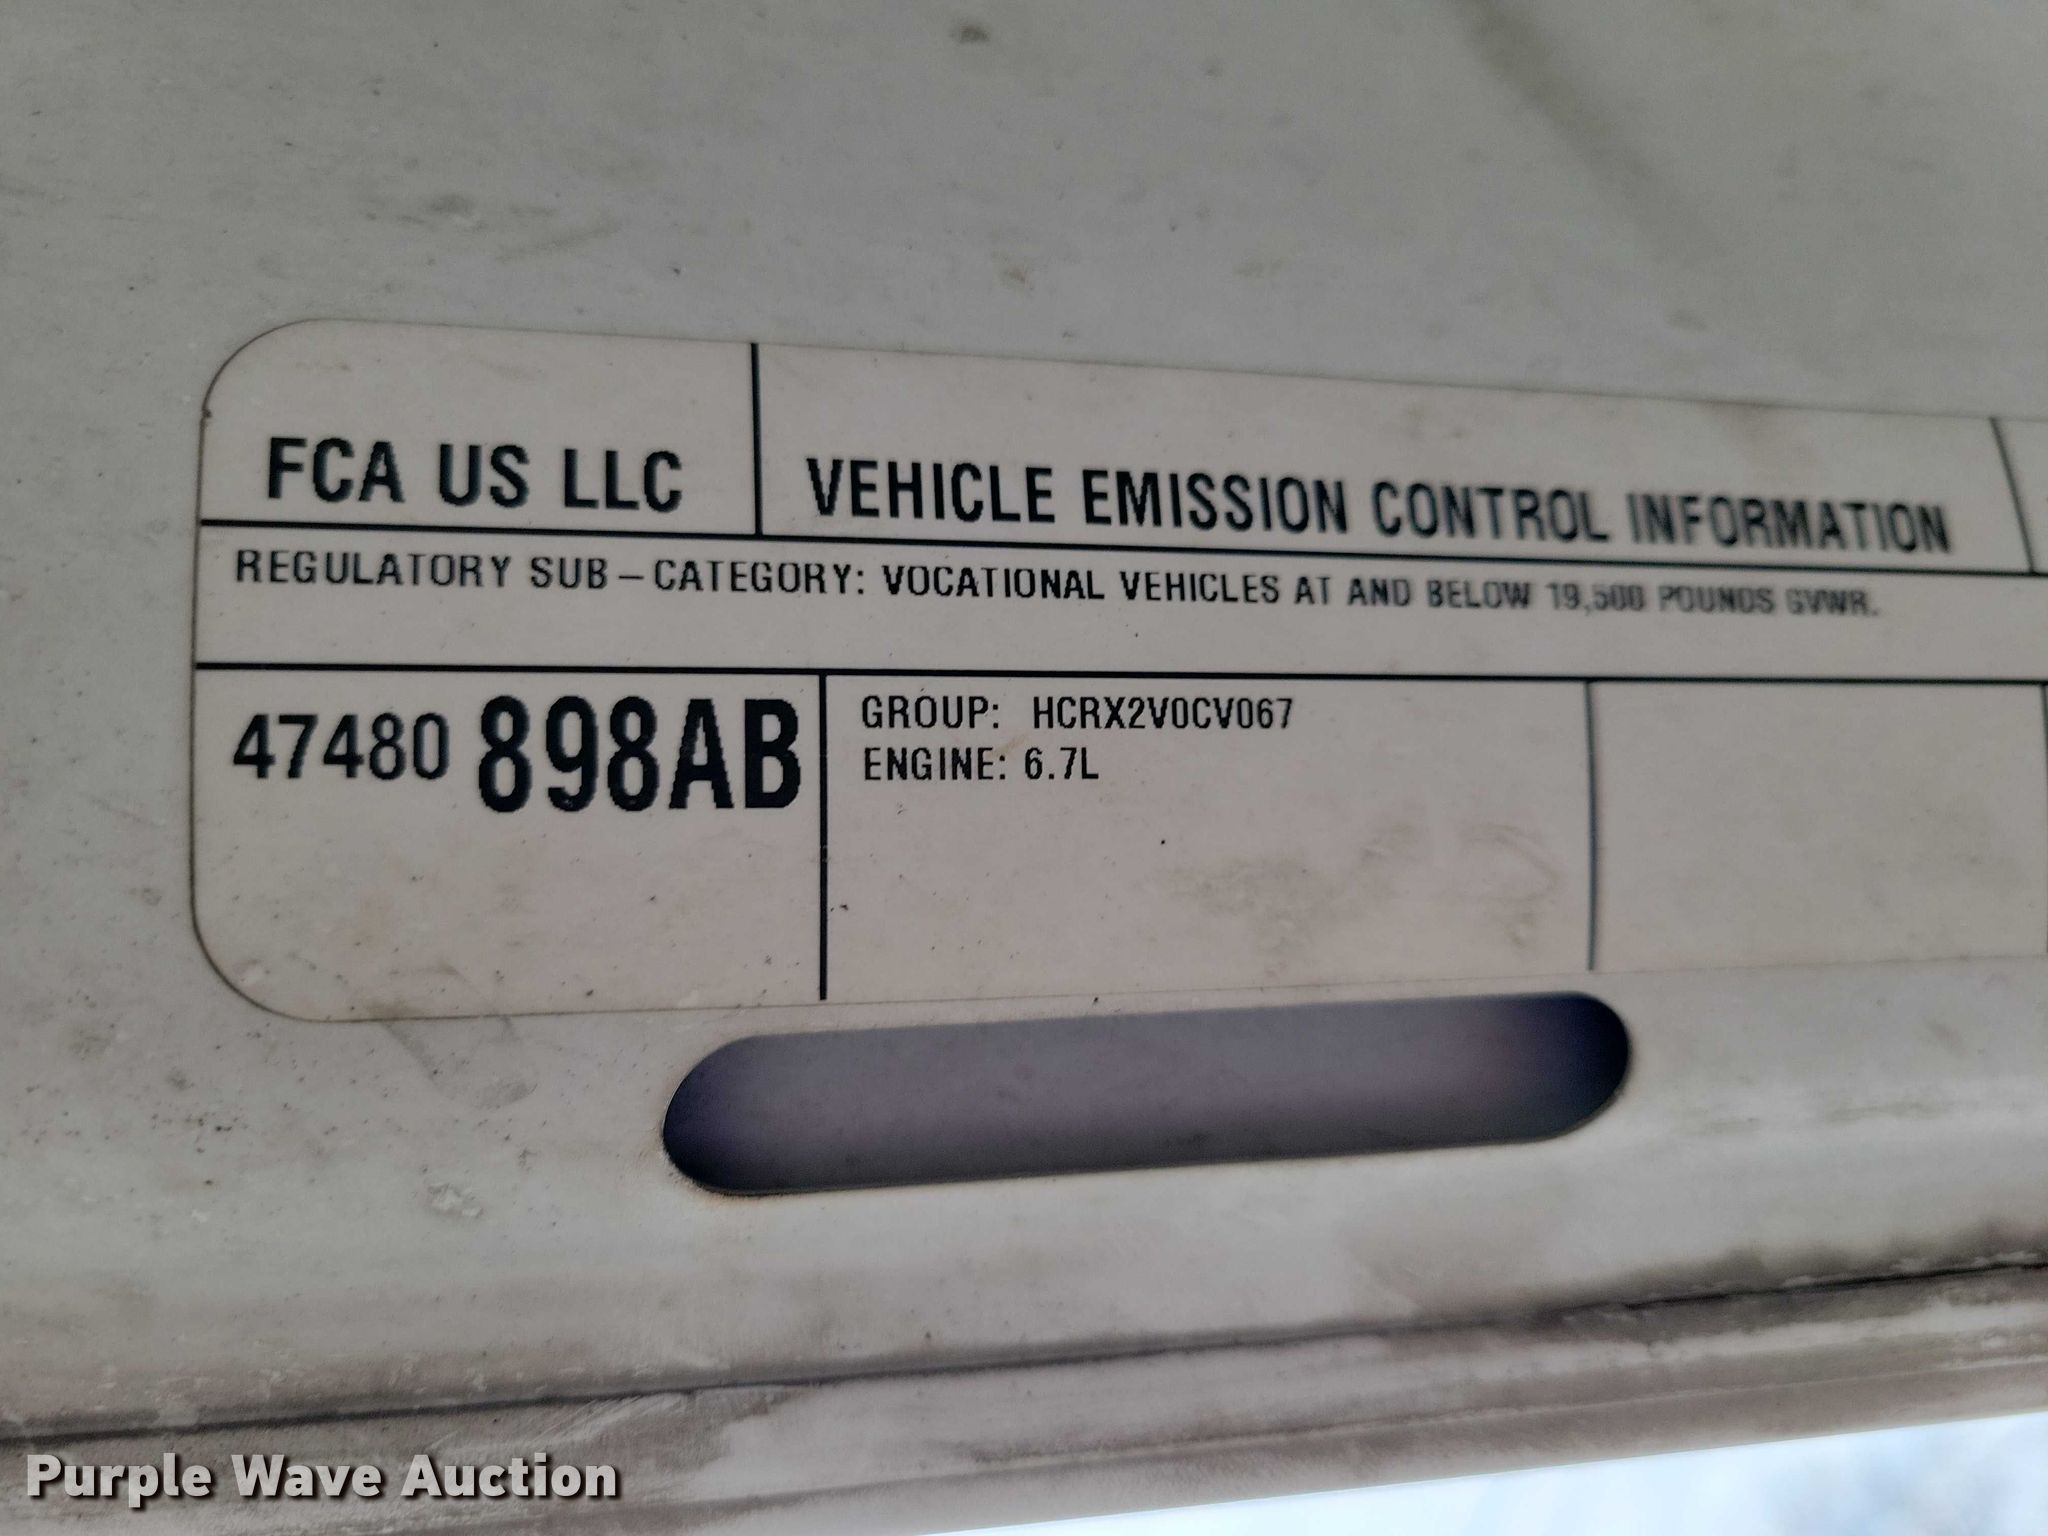 FCA US LLC
VEHICLE EMISSION CONTROL INFORMATION
REGULATORY SUB-CATEGORY: VOCATIONAL VEHICLES AT AND BELOW 19,500 POUNDS GVWR.
47480 898AB
GROUP: HCRX2V0CV067
ENGINE: 6.7L
Purple Wave Auction